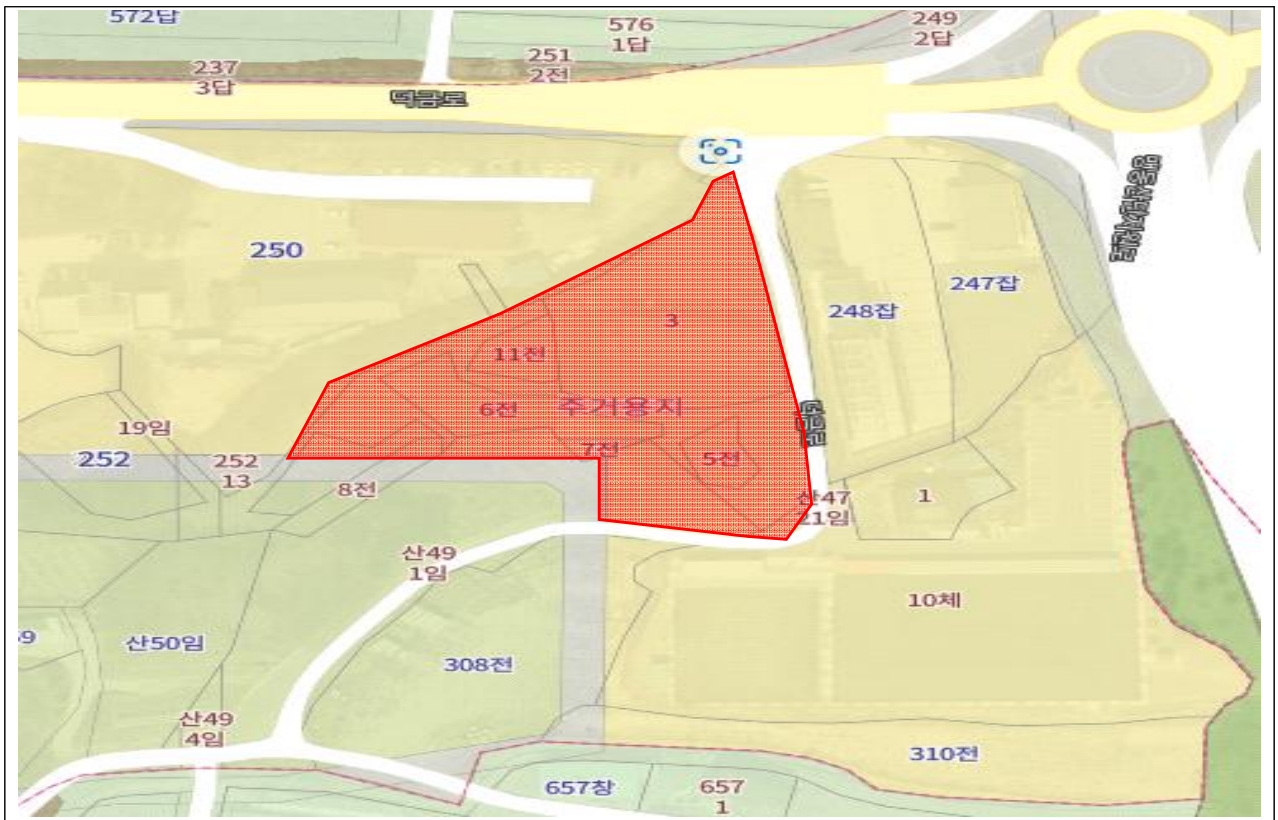 572답
576
1답
249
2답
251
2전
237
3답
덕금로
250
3
247잡
248잡
11전
6전
주거용지
19임
7전
5전
252
252
13
8전
산47
21임
1
산49
1임
10체
59
산50임
308전
산49
4임
310전
657창
657
1